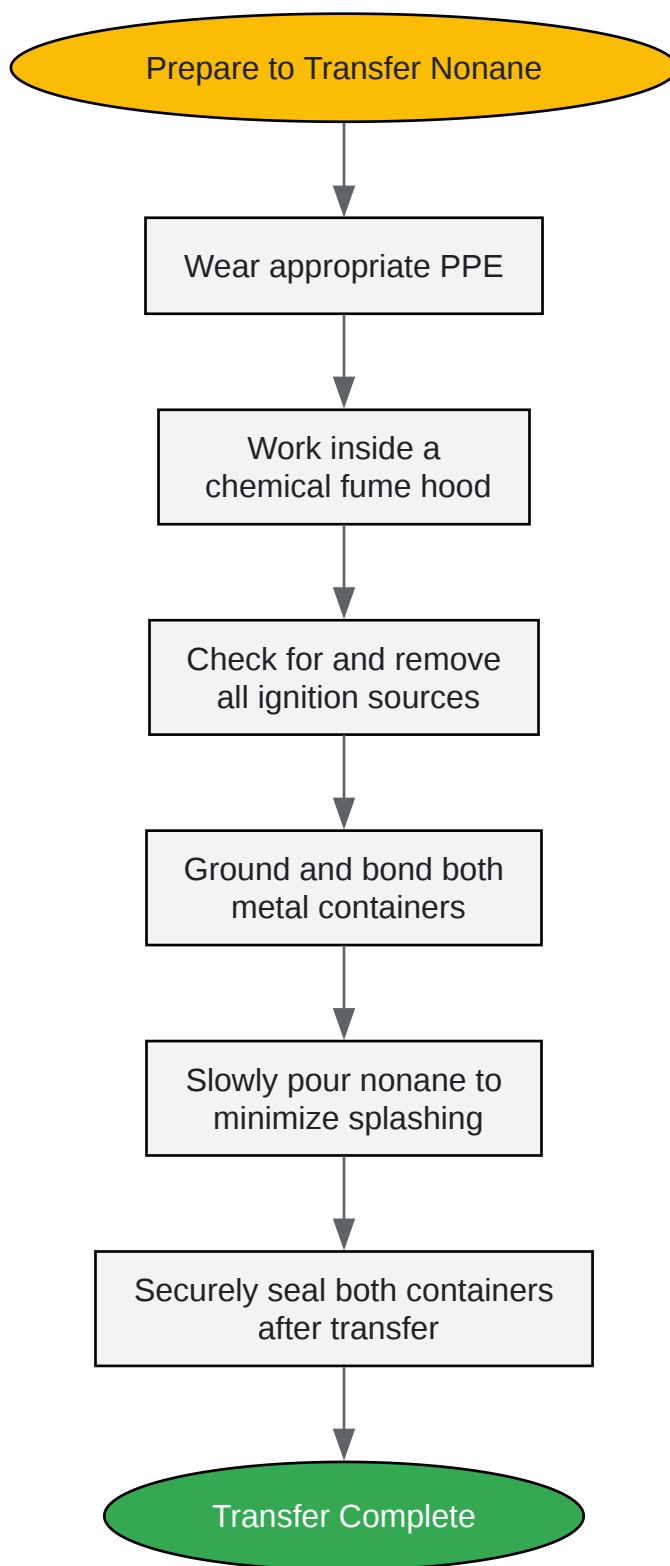 Prepare to Transfer Nonane
Wear appropriate PPE
Work inside a
chemical fume hood
Check for and remove
all ignition sources
Ground and bond both
metal containers
Slowly pour nonane to
minimize splashing
Securely seal both containers
after transfer
Transfer Complete